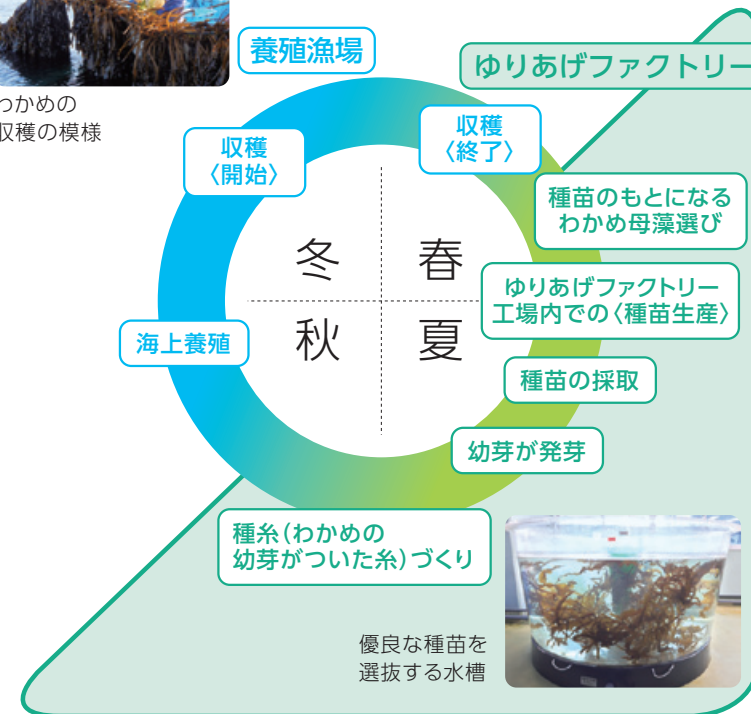 わかめの
収穫の模様
養殖漁場
ゆりあげファクトリー
収穫
〈開始〉
収穫
〈終了〉
種苗のもとになる
わかめ母藻選び
ゆりあげファクトリー
工場内での〈種苗生産〉
種苗の採取
幼芽が発芽
種糸(わかめの
幼芽がついた糸)づくり
海上養殖
冬
春
秋
夏
優良な種苗を
選抜する水槽